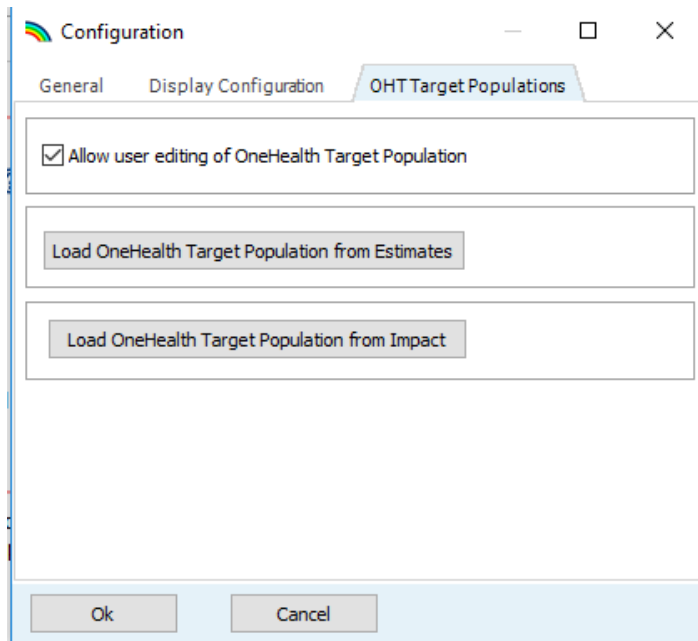 Configuration
General Display Configuration OHT Target Populations
Allow user editing of OneHealth Target Population
Load OneHealth Target Population from Estimates
Load OneHealth Target Population from Impact
Ok Cancel